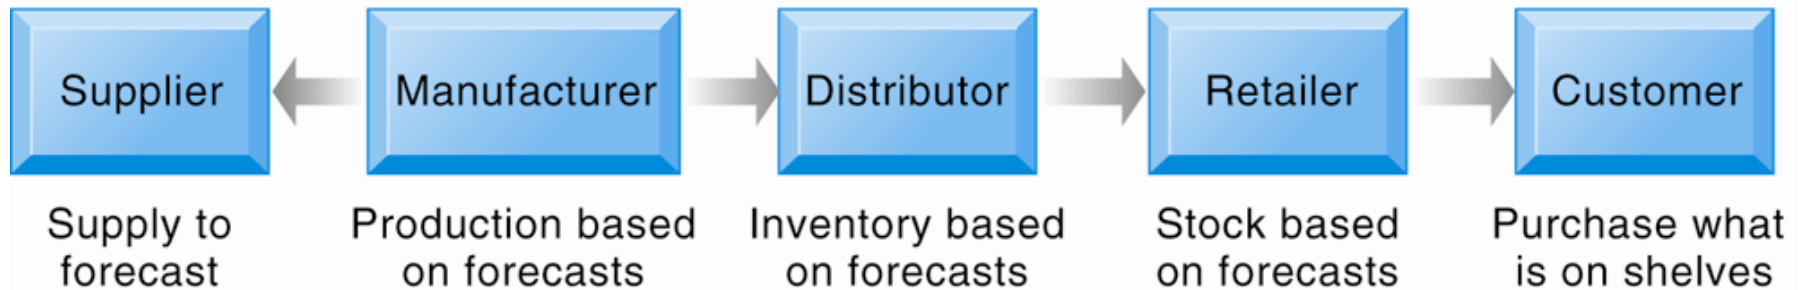 Supplier
Manufacturer
Distributor
Retailer
Customer
Supply to
forecast
Production based
on forecasts
Inventory based
on forecasts
Stock based
on forecasts
Purchase what
is on shelves